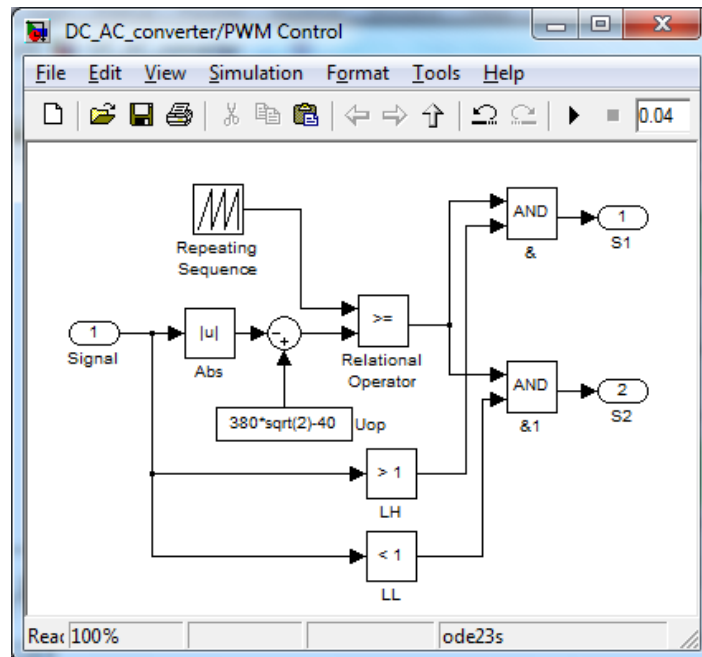 DC_AC_converter/PWM Control
File Edit View Simulation Format Tools Help
0.04
Repeating
Sequence
AND
&
1
S1
1
Signal
|u|
Abs
-
+
>=
Relational
Operator
AND
&1
2
S2
380*sqrt(2)-40
Uop
> 1
LH
< 1
LL
100%
ode23s